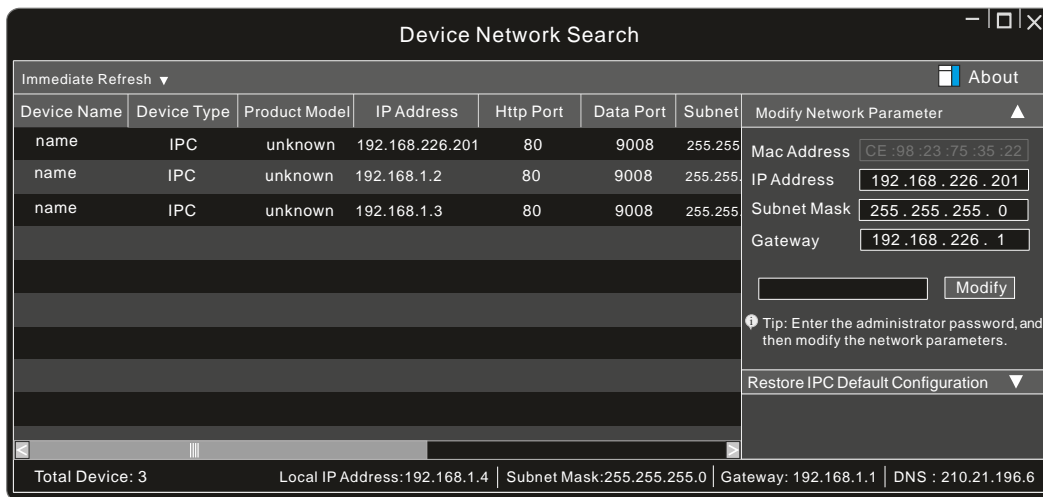 Device Network Search
Immediate Refresh ▼
About
Device Name Device Type Product Model IP Address Http Port Data Port Subnet
name IPC unknown 192.168.226.201 80 9008 255.255
name IPC unknown 192.168.1.2 80 9008 255.255.
name IPC unknown 192.168.1.3 80 9008 255.255.
Modify Network Parameter ▲
Mac Address CE :98 :23 :75 :35 :22
IP Address 192 .168 . 226 . 201
Subnet Mask 255 . 255 . 255 . 0
Gateway 192 .168 . 226 . 1
Modify
Tip: Enter the administrator password, and
then modify the network parameters.
Restore IPC Default Configuration ▼
Total Device: 3 Local IP Address:192.168.1.4 Subnet Mask:255.255.255.0 Gateway: 192.168.1.1 DNS : 210.21.196.6